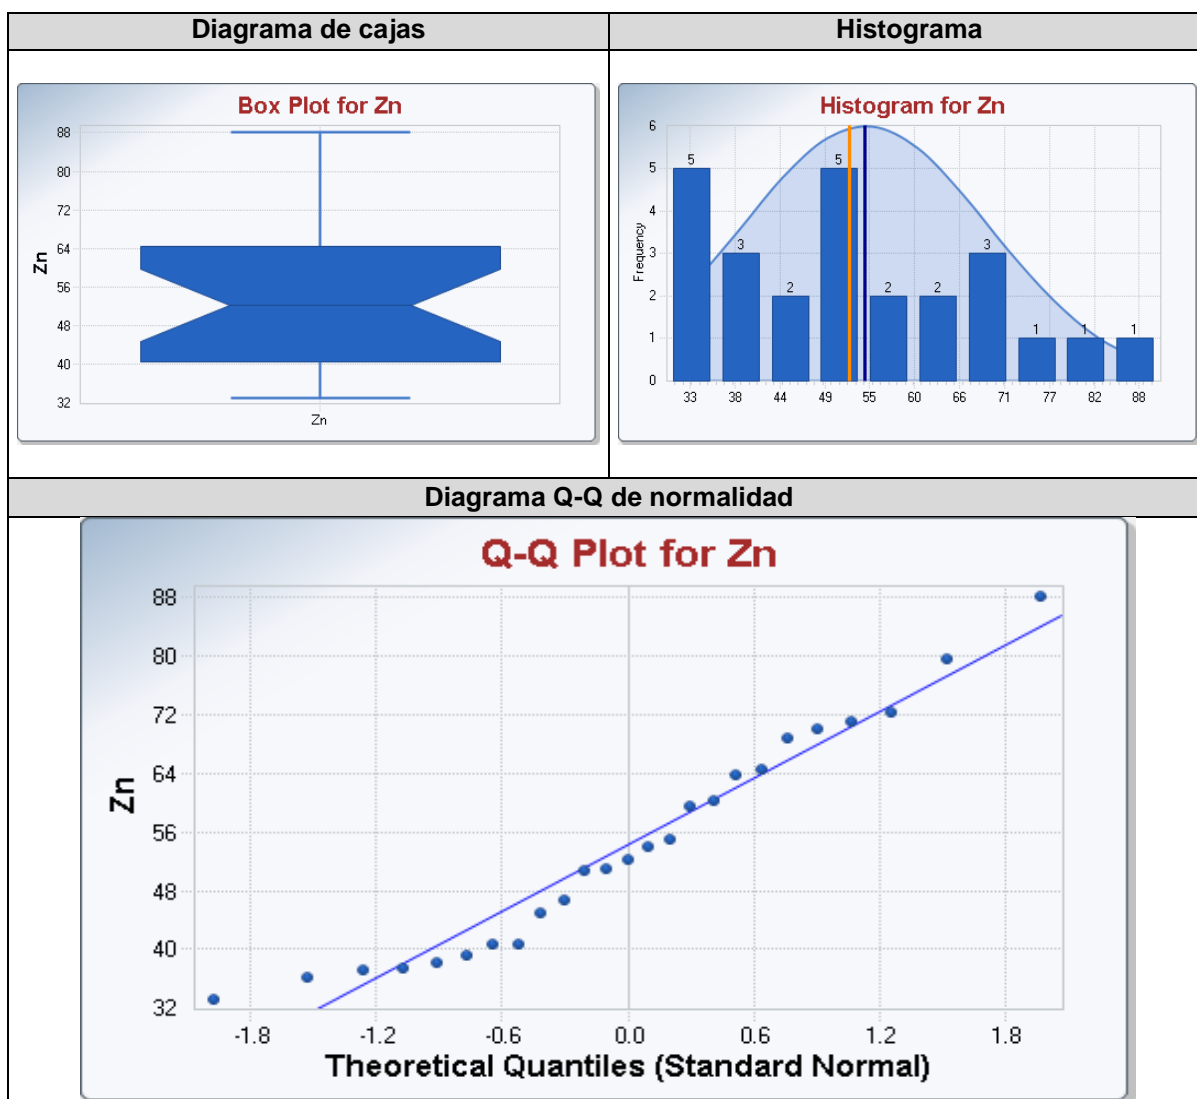 Diagrama de cajas
Histograma
Box Plot for Zn
88
80
72
64
56
48
40
32
Zn
Zn
Histogram for Zn
6
5
4
3
2
1
0
Frequency
5
3
2
5
2
2
3
1
1
1
33 38 44 49 55 60 66 71 77 82 88
Diagrama Q-Q de normalidad
Q-Q Plot for Zn
88
80
72
64
56
48
40
32
Zn
-1.8 -1.2 -0.6 0.0 0.6 1.2 1.8
Theoretical Quantiles (Standard Normal)